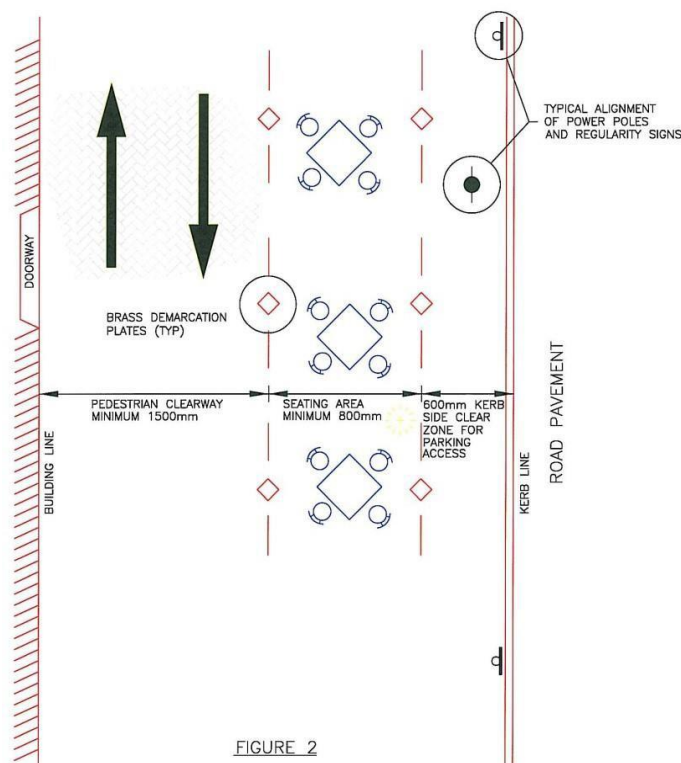 TYPICAL ALIGNMENT
OF POWER POLES
AND REGULARITY SIGNS
DOORWAY
BRASS DEMARCATION
PLATES (TYP)
PEDESTRIAN CLEARWAY
MINIMUM 1500mm
SEATING AREA
MINIMUM 800mm
600mm KERB
SIDE CLEAR
ZONE FOR
PARKING
ACCESS
BUILDING LINE
KERB LINE
ROAD PAVEMENT
FIGURE 2